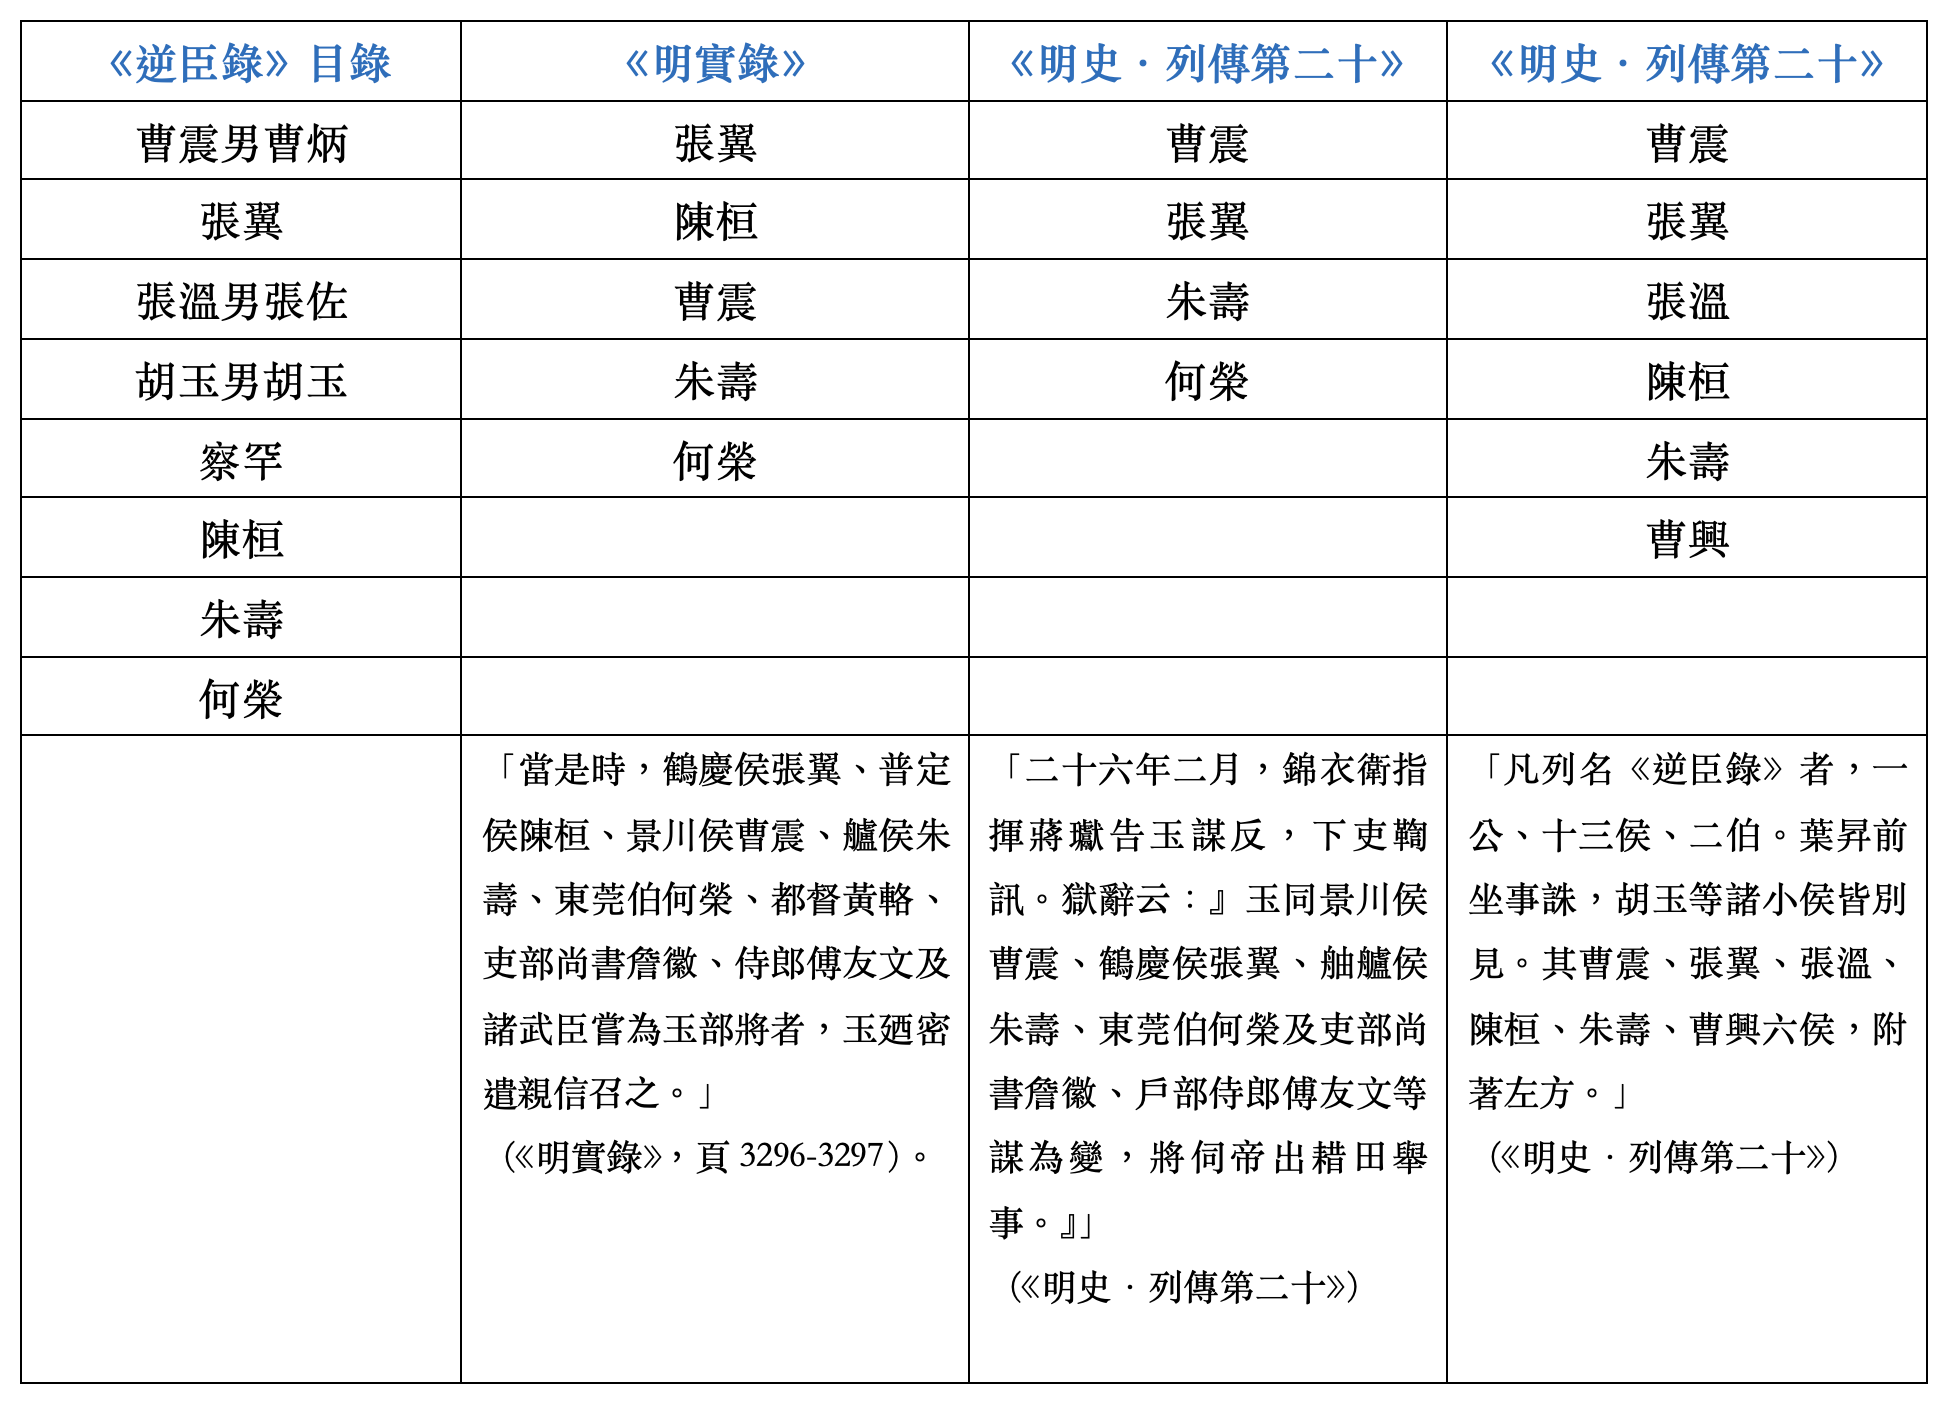 《逆臣錄》目錄
《明實錄》
《明史・列傳第二十》
《明史・列傳第二十》
曹震男曹炳
張翼
曹震
曹震
張翼
陳桓
張翼
張翼
張溫男張佐
曹震
朱壽
張溫
胡玉男胡玉
朱壽
何榮
陳桓
察罕
何榮
朱壽
陳桓
曹興
朱壽
何榮
「當是時，鶴慶侯張翼、普定
侯陳桓、景川侯曹震、艫侯朱
壽、東莞伯何榮、都督黃輅、
吏部尚書詹徽、侍郎傅友文及
諸武臣嘗為玉部將者，玉廼密
遣親信召之。」
（《明實錄》，頁 3296-3297）。
「二十六年二月，錦衣衛指
揮蔣瓛告玉謀反，下吏鞫
訊。獄辭云：』玉同景川侯
曹震、鶴慶侯張翼、舳艫侯
朱壽、東莞伯何榮及吏部尚
書詹徽、戶部侍郎傅友文等
謀為變，將伺帝出耤田舉
事。』」
（《明史・列傳第二十》）
「凡列名《逆臣錄》者，一
公、十三侯、二伯。葉昇前
坐事誅，胡玉等諸小侯皆別
見。其曹震、張翼、張溫、
陳桓、朱壽、曹興六侯，附
著左方。」
（《明史・列傳第二十》）